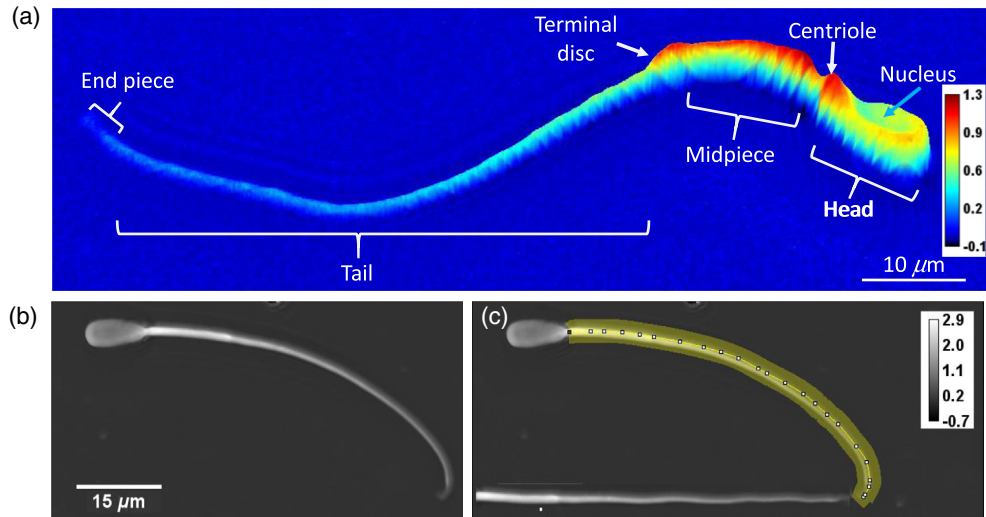 (a)
Terminal
disc
Centriole
Nucleus
End piece
1.3
0.9
0.6
0.2
-0.1
Midpiece
Head
Tail
10 µm
(b)
(c)
2.9
2.0
1.1
0.2
-0.7
15 µm